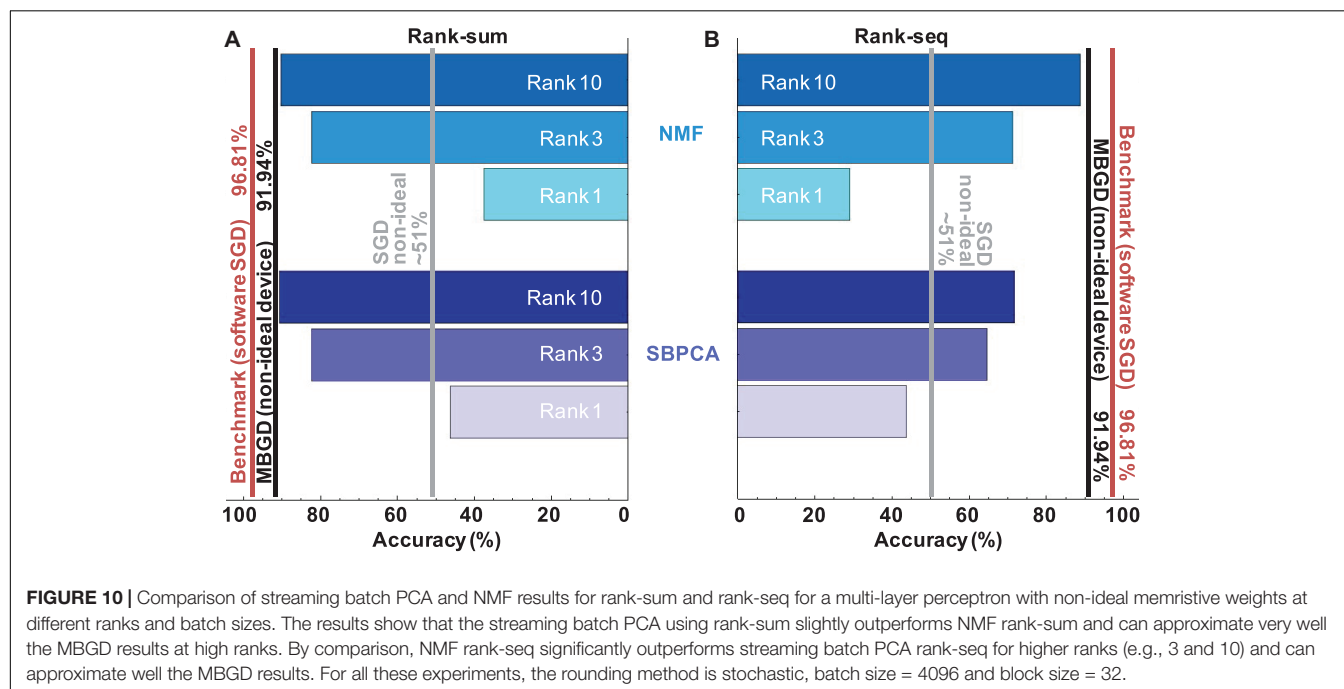 A
Rank-sum
B
Rank-seq
Rank 10
Rank 3
Rank 1
Rank 10
Rank 3
Rank 1
NMF
Rank 10
Rank 3
Rank 1
SBPCA
Benchmark (software SGD) 96.81%
MBGD (non-ideal device) 91.94%
SGD
non-ideal
~51%
SGD
non-ideal
~51%
MBGD (non-ideal device) 91.94%
Benchmark (software SGD) 96.81%
100 80 60 40 20 0
Accuracy (%)
0 20 40 60 80 100
Accuracy (%)
FIGURE 10 | Comparison of streaming batch PCA and NMF results for rank-sum and rank-seq for a multi-layer perceptron with non-ideal memristive weights at
different ranks and batch sizes. The results show that the streaming batch PCA using rank-sum slightly outperforms NMF rank-sum and can approximate very well
the MBGD results at high ranks. By comparison, NMF rank-seq significantly outperforms streaming batch PCA rank-seq for higher ranks (e.g., 3 and 10) and can
approximate well the MBGD results. For all these experiments, the rounding method is stochastic, batch size = 4096 and block size = 32.